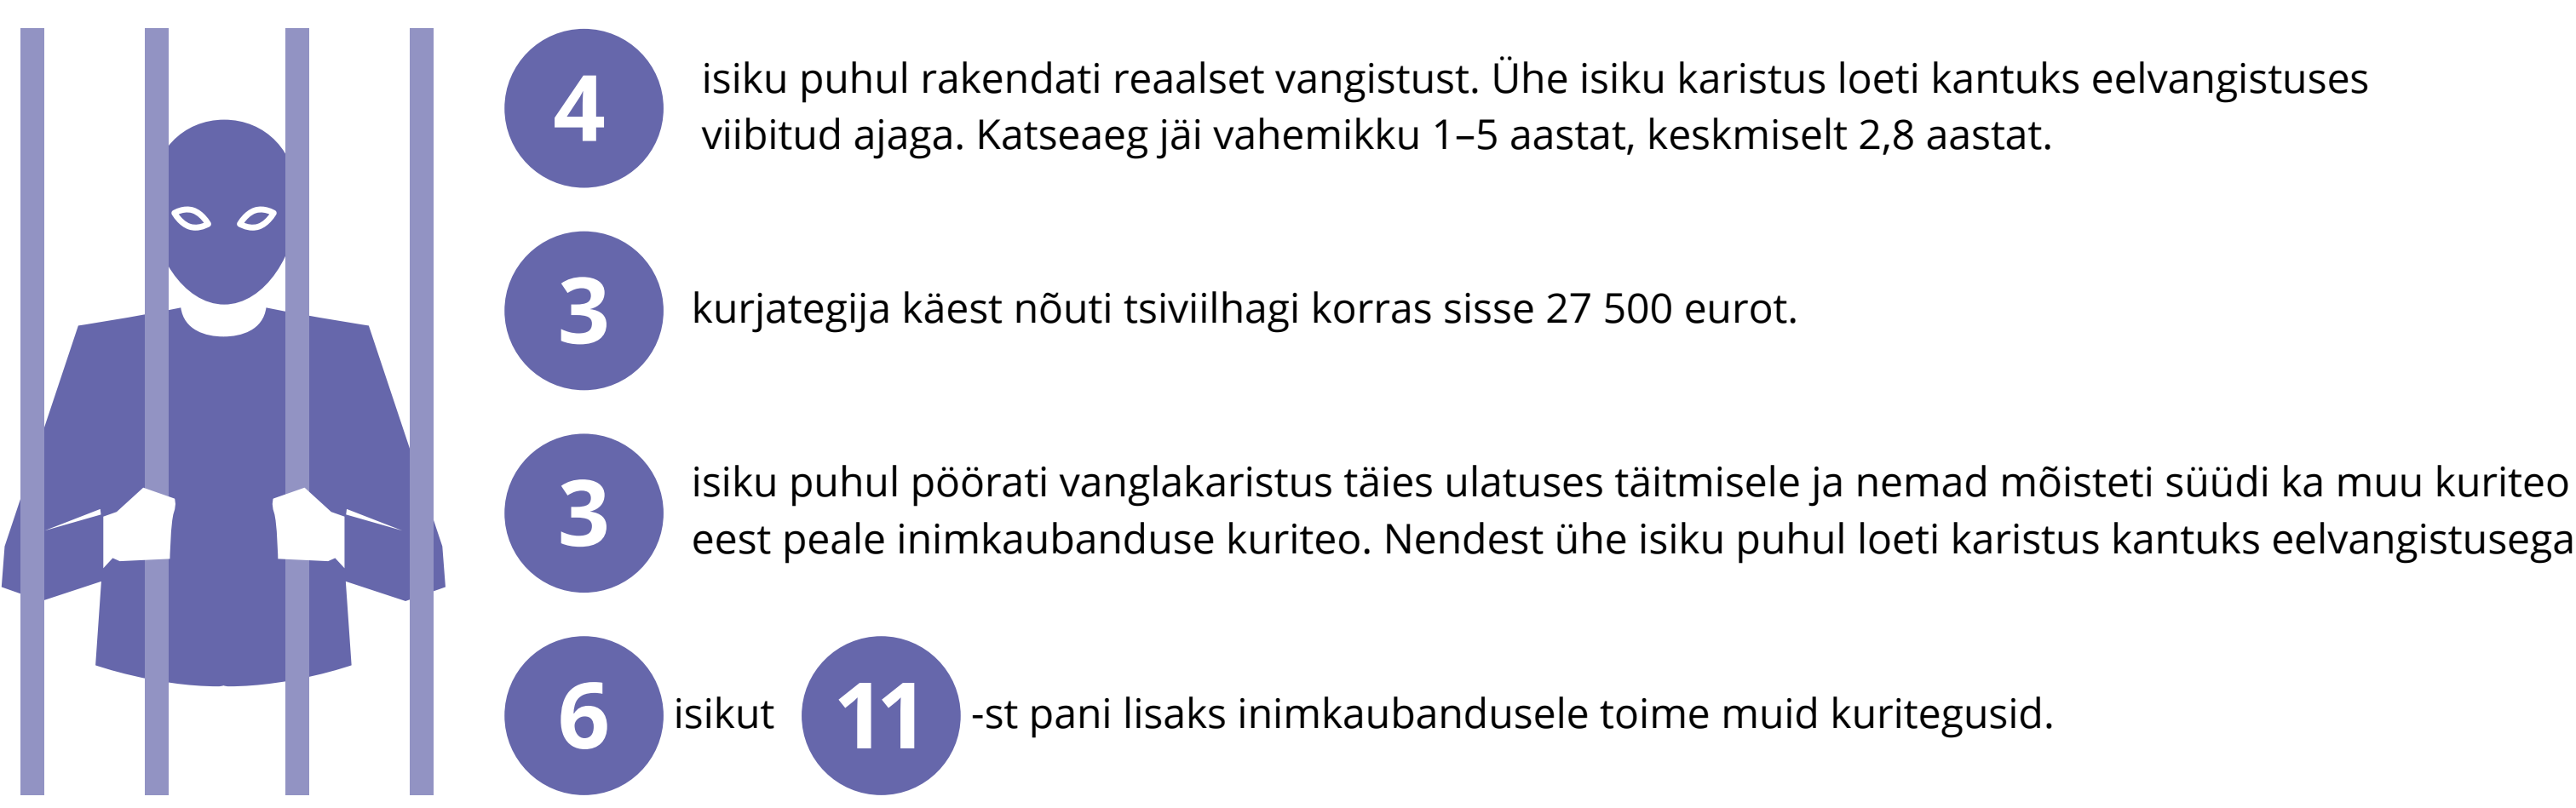 4 isiku puhul rakendati reaalset vangistust. Ühe isiku karistus loeti kantuks eelvangistuses
viibitud ajaga. Katseaeg jäi vahemikku 1–5 aastat, keskmiselt 2,8 aastat.
3 kurjategija käest nõuti tsiviilhagi korras sisse 27 500 eurot.
3 isiku puhul pöörati vanglakaristus täies ulatuses täitmisele ja nemad mõisteti süüdi ka muu kuriteo
eest peale inimkaubanduse kuriteo. Nendest ühe isiku puhul loeti karistus kantuks eelvangistusega
6 isikut 11 -st pani lisaks inimkaubandusele toime muid kuritegusid.